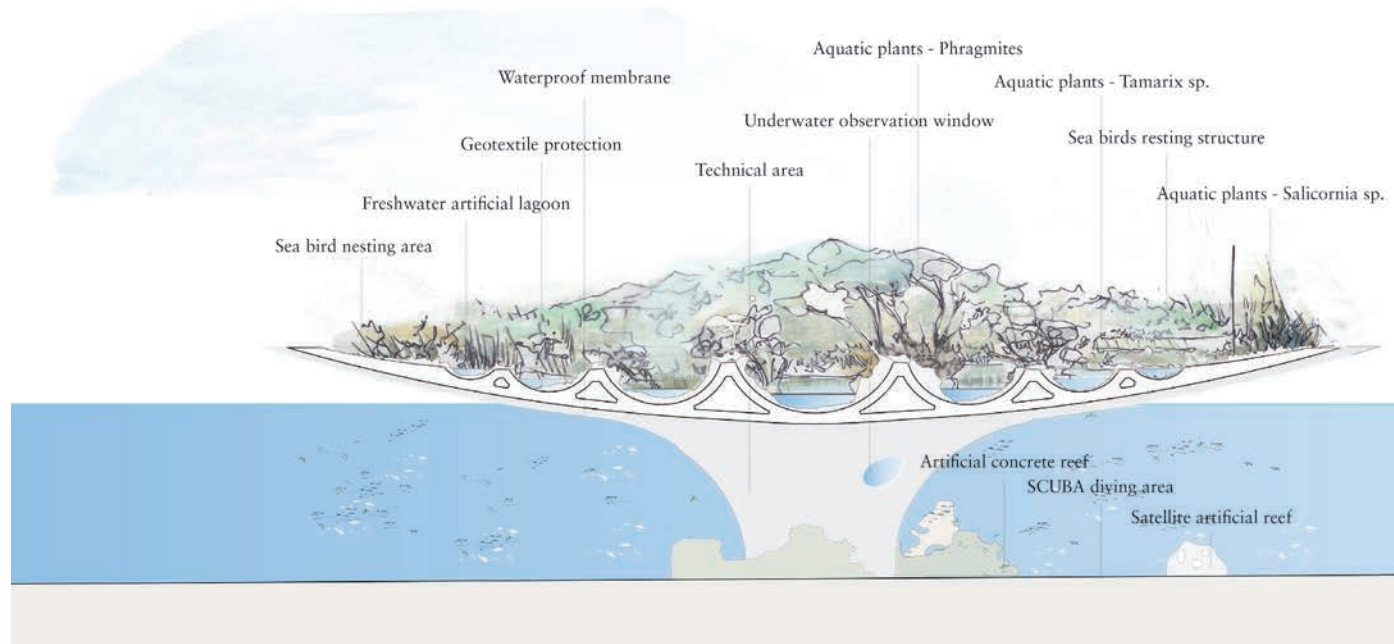 Aquatic plants - Phragmites
Waterproof membrane
Aquatic plants - Tamarix sp.
Underwater observation window
Geotextile protection
Sea birds resting structure
Technical area
Aquatic plants - Salicornia sp.
Freshwater artificial lagoon
Sea bird nesting area
Artificial concrete reef
SCUBA diving area
Satellite artificial reef